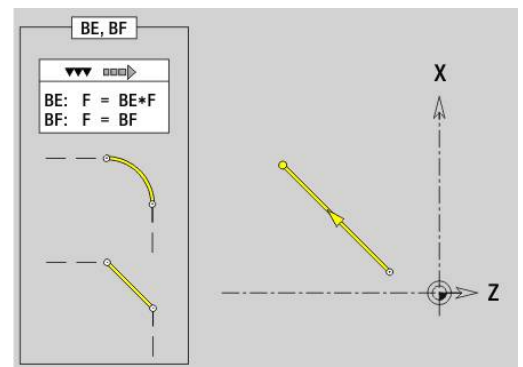 BE, BF
BE: F = BE*F
BF: F = BF
X
Z